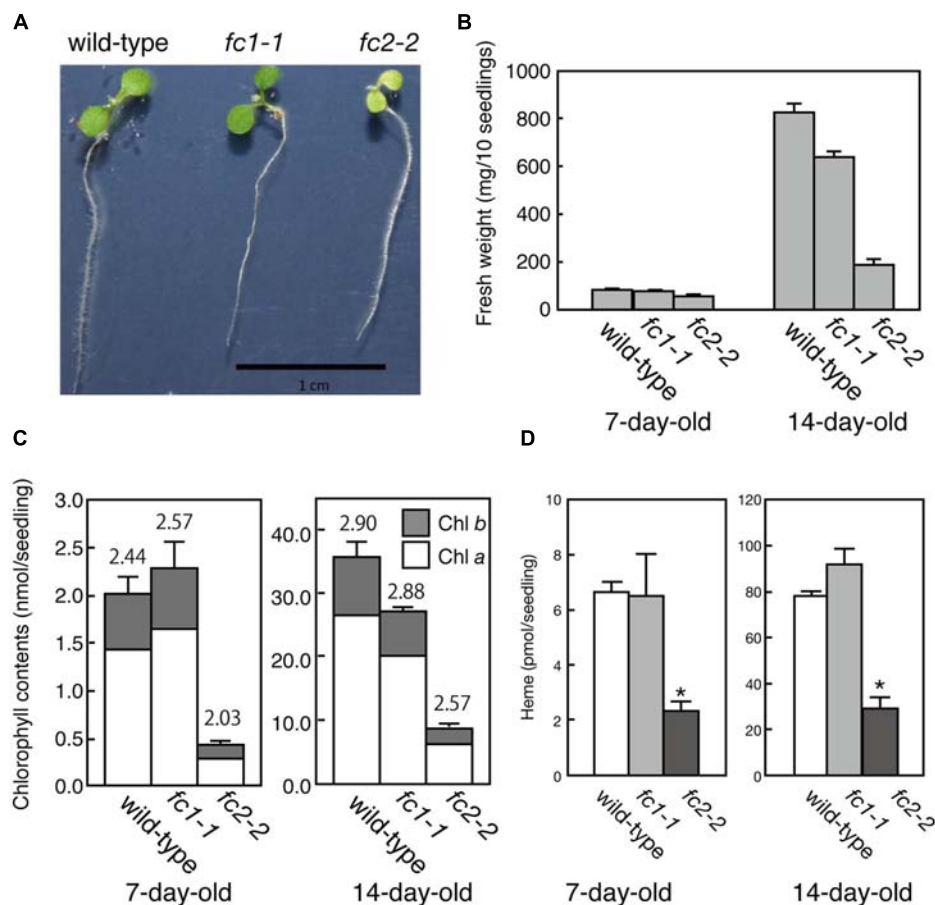 A
wild-type fc1-1 fc2-2
1 cm
B
Fresh weight (mg/10 seedlings)
1000
800
600
400
200
0
wild-type fc1-1 fc2-2 wild-type fc1-1 fc2-2
7-day-old 14-day-old
C
Chlorophyll contents (nmol/seedling)
3.0
2.5
2.0
1.5
1.0
0.5
0.0
2.44 2.57 2.03
wild-type fc1-1 fc2-2
7-day-old
40.0
30.0
20.0
10.0
0.0
2.90 2.88 2.57
Chl b
Chl a
wild-type fc1-1 fc2-2
14-day-old
D
Heme (pmol/seedling)
10
8
6
4
2
0
*
wild-type fc1-1 fc2-2
7-day-old
120
100
80
60
40
20
0
*
wild-type fc1-1 fc2-2
14-day-old